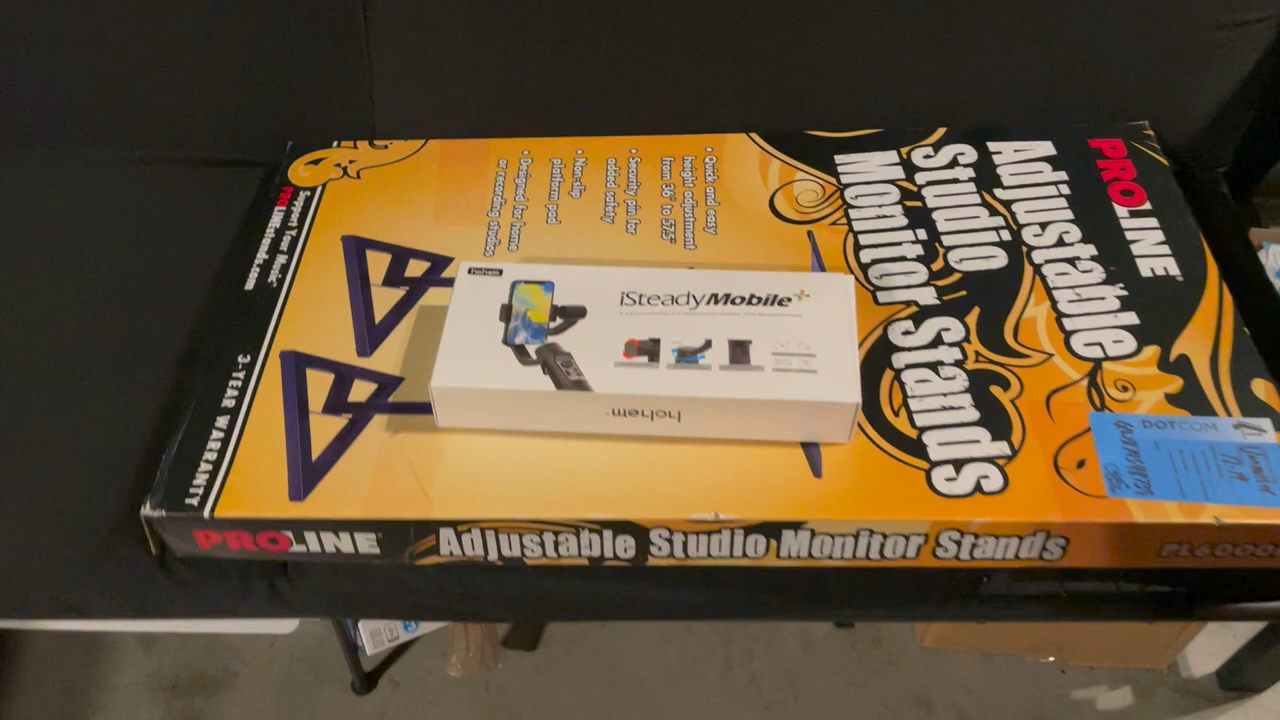 PROLINE
Adjustable
Studio
Monitor Stands
• Quick and easy
height adjustment
from 36" to 57.5"
• Security pin for
added safety
• Non-slip
platform pad
• Designed for home
or recording studios
Support Your Music™
PROLINEstands.com
3-YEAR WARRANTY
hohem
iSteadyMobile+
hohem
DOTCOM
PROLINE
Adjustable Studio Monitor Stands